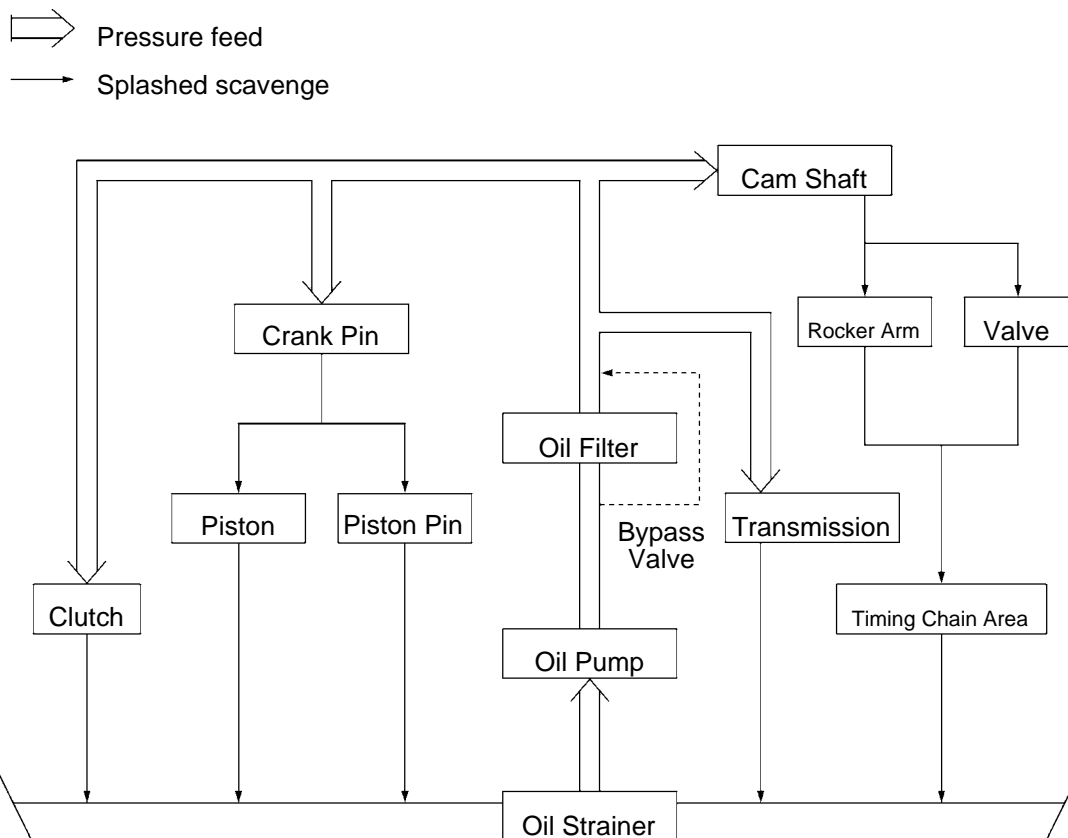 Pressure feed
Splashed scavenge
Cam Shaft
Crank Pin
Rocker Arm
Valve
Oil Filter
Piston
Piston Pin
Bypass
Valve
Transmission
Clutch
Timing Chain Area
Oil Pump
Oil Strainer